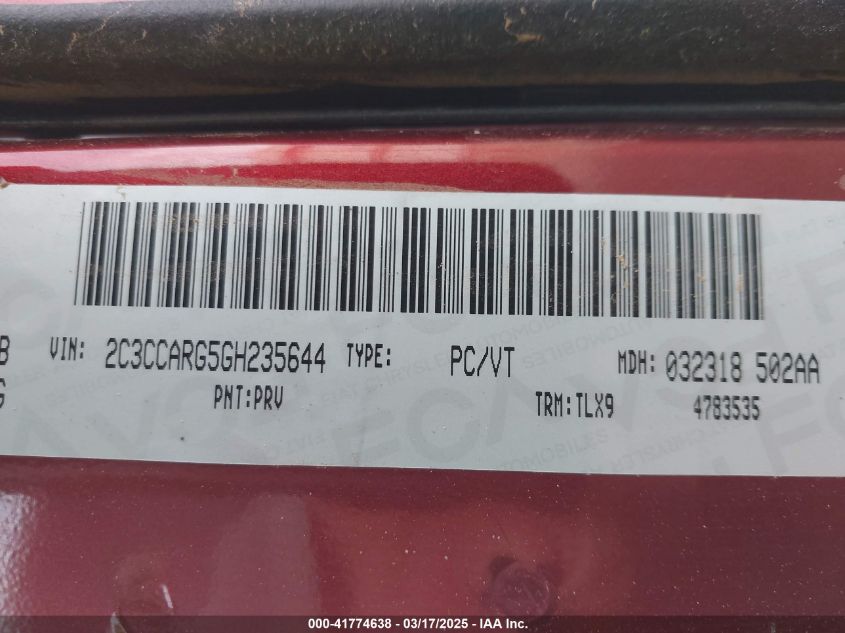 B VIN: 2C3CCARG5GH235644 TYPE: PC/VT MDH: 032318 502AA
G PNT:PRV TRM:TLX9 4783535
000-41774638 - 03/17/2025 - IAA Inc.